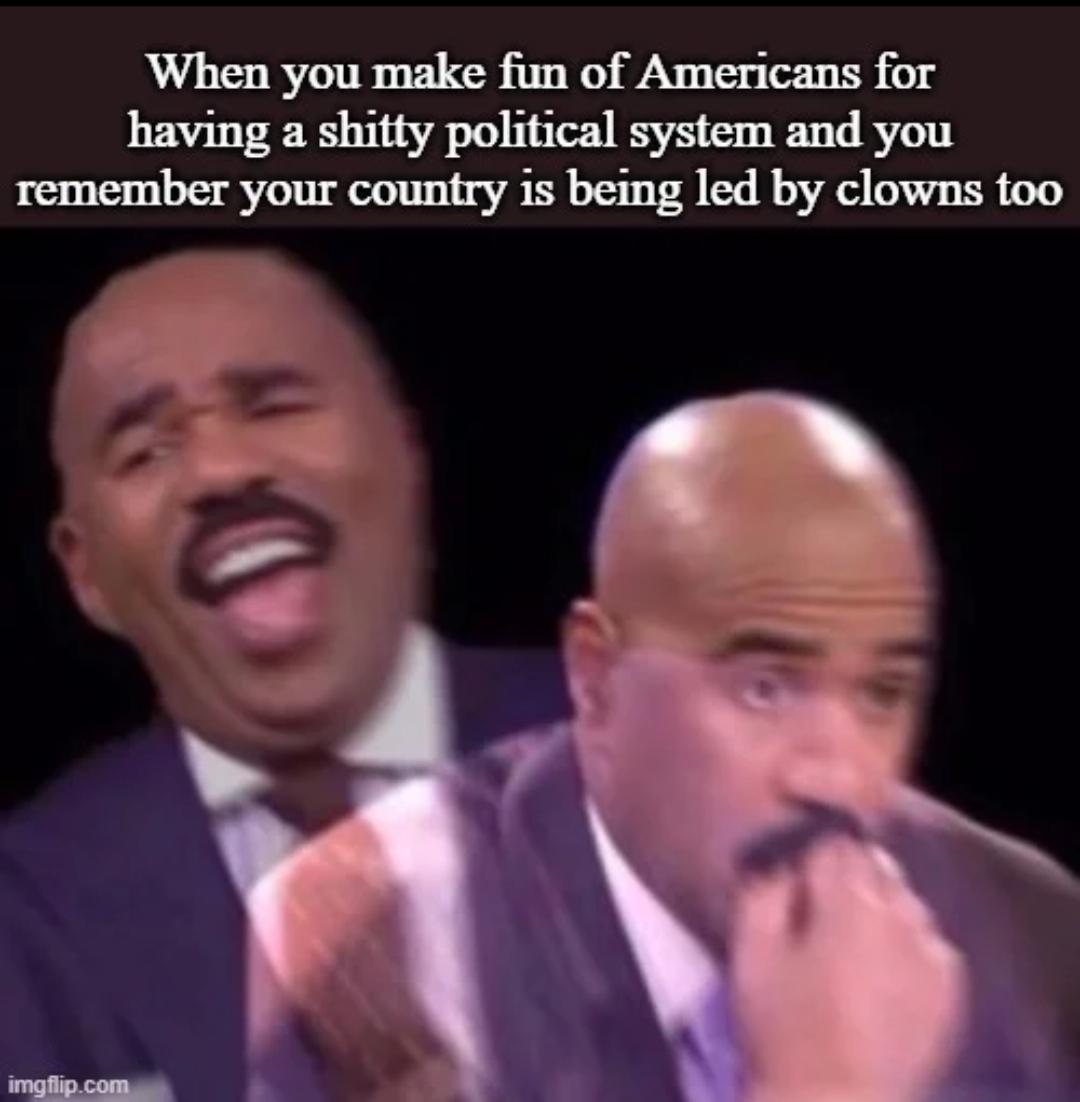 When you make fun of Americans for
having a shitty political system and you
remember your country is being led by clowns too
imgflip.com